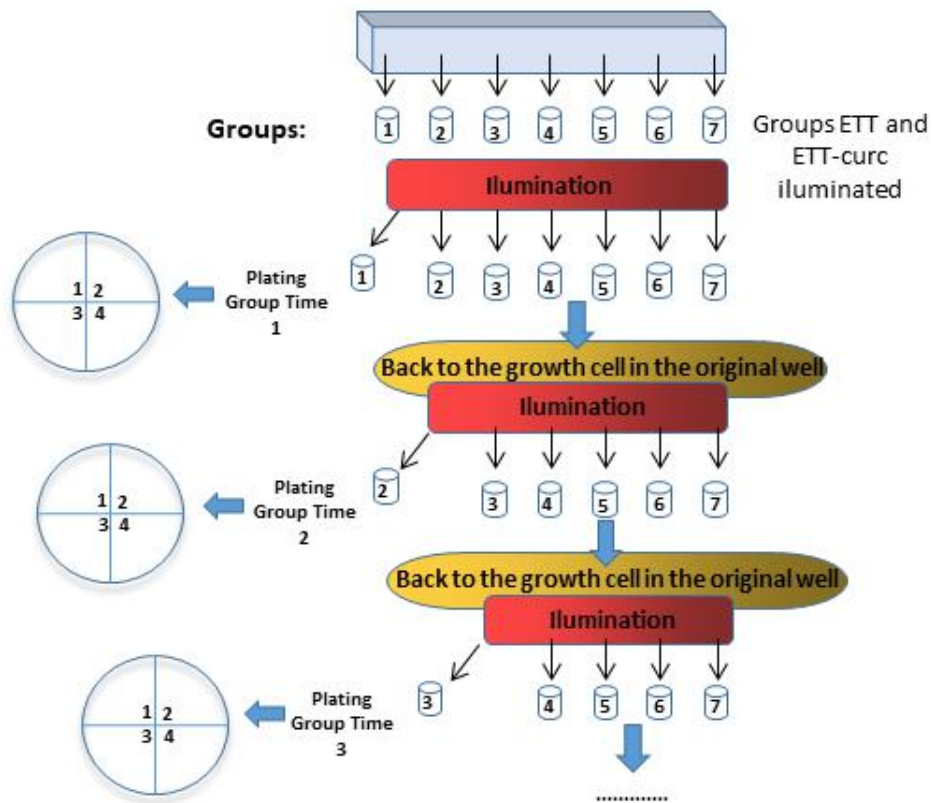 Groups:
1 2 3 4 5 6 7
Groups ETT and
ETT-curc
iluminated
Ilumination
1 2 3 4 5 6 7
Plating
Group Time
1
1 2
3 4
Back to the growth cell in the original well
Ilumination
2 3 4 5 6 7
Plating
Group Time
2
1 2
3 4
Back to the growth cell in the original well
Ilumination
3 4 5 6 7
Plating
Group Time
3
1 2
3 4
.............